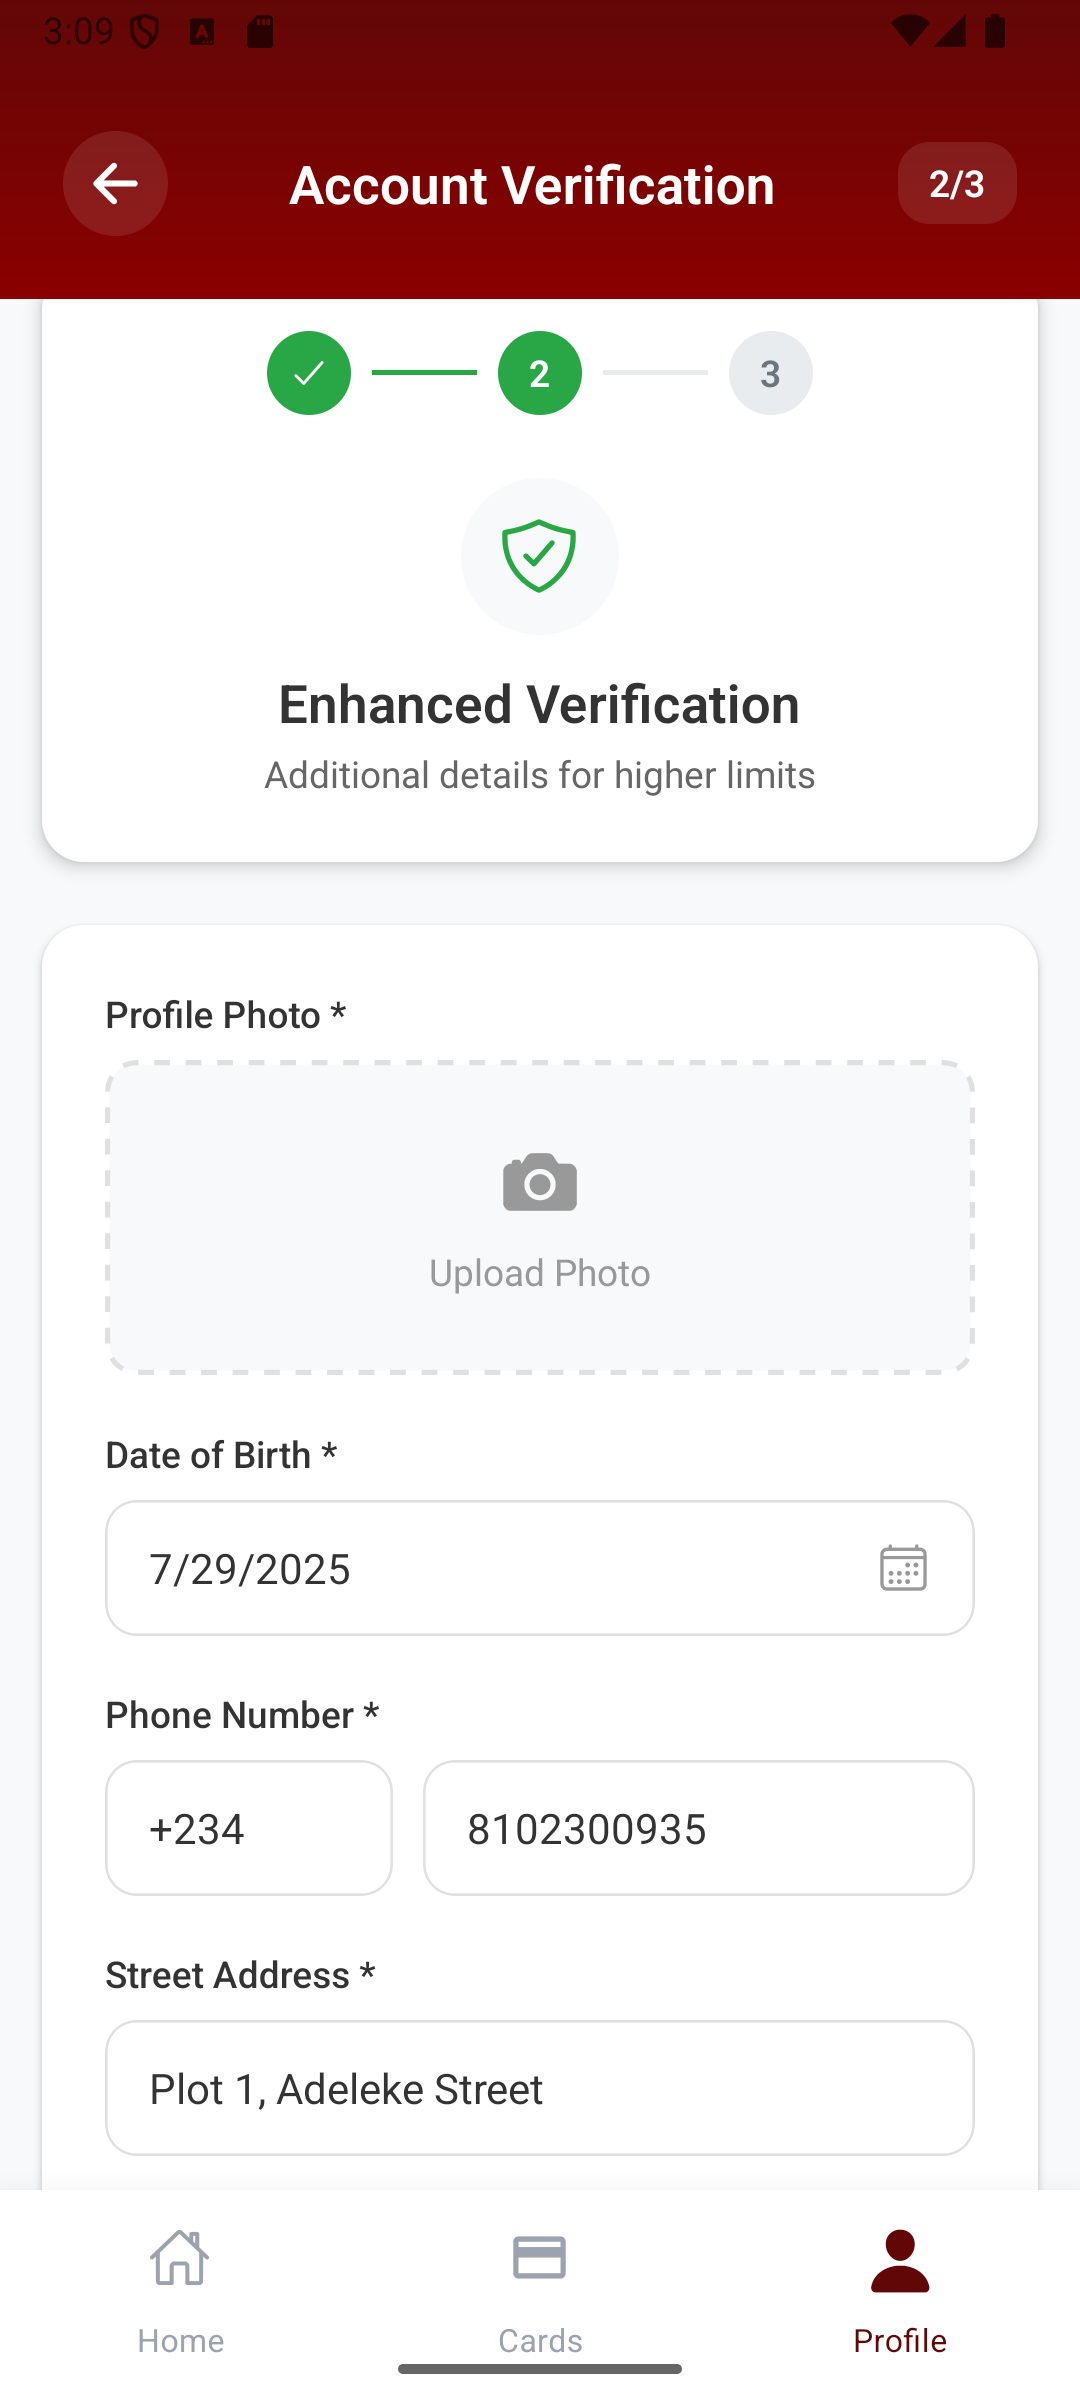 3:09
Account Verification
2/3
2
3
Enhanced Verification
Additional details for higher limits
Profile Photo *
Upload Photo
Date of Birth *
7/29/2025
Phone Number *
+234
8102300935
Street Address *
Plot 1, Adeleke Street
Home
Cards
Profile